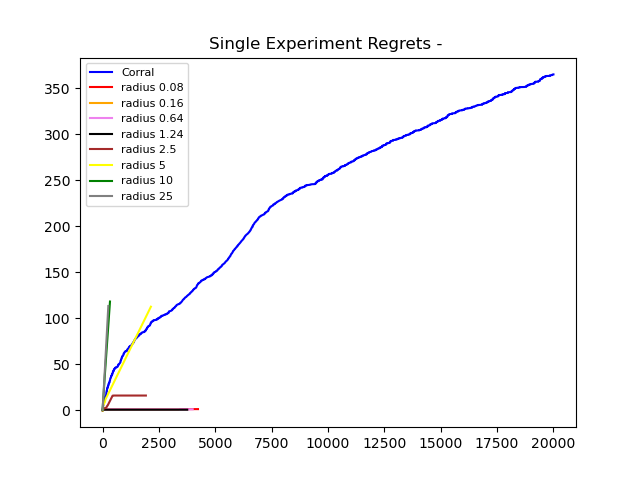 Single Experiment Regrets -
Corral
radius 0.08
radius 0.16
radius 0.64
radius 1.24
radius 2.5
radius 5
radius 10
radius 25
350
300
250
200
150
100
50
0
0 2500 5000 7500 10000 12500 15000 17500 20000